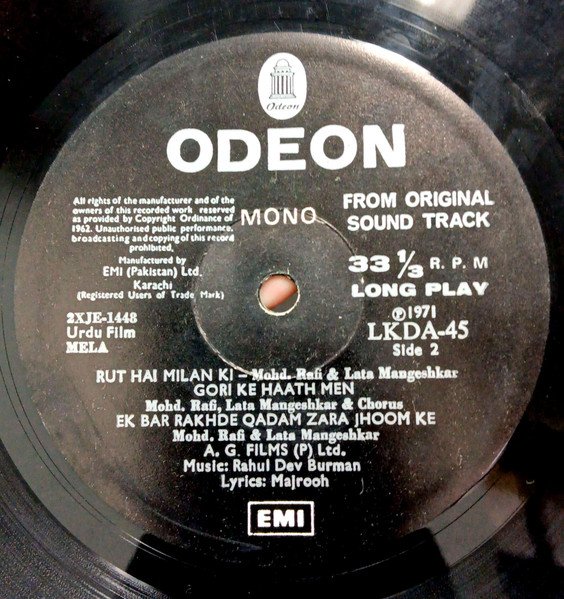 Odeon
ODEON
All rights of the manufacturer and of the
owners of this recorded work reserved
as provided by Copyright Ordinance of
1962. Unauthorised public performance,
broadcasting and copying of this record
prohibited.
Manufactured by
EMI (Pakistan) Ltd.
Karachi
(Registered Users of Trade Mark)
MONO
FROM ORIGINAL
SOUND TRACK
33 1/3 R. P. M
LONG PLAY
℗1971
LKDA-45
Side 2
2XJE-1448
Urdu Film
MELA
RUT HAI MILAN KI - Mohd. Rafi & Lata Mangeshkar
GORI KE HAATH MEN
Mohd. Rafi, Lata Mangeshkar & Chorus
EK BAR RAKHDE QADAM ZARA JHOOM KE
Mohd. Rafi & Lata Mangeshkar
A. G. FILMS (P) Ltd.
Music: Rahul Dev Burman
Lyrics: Majrooh
EMI